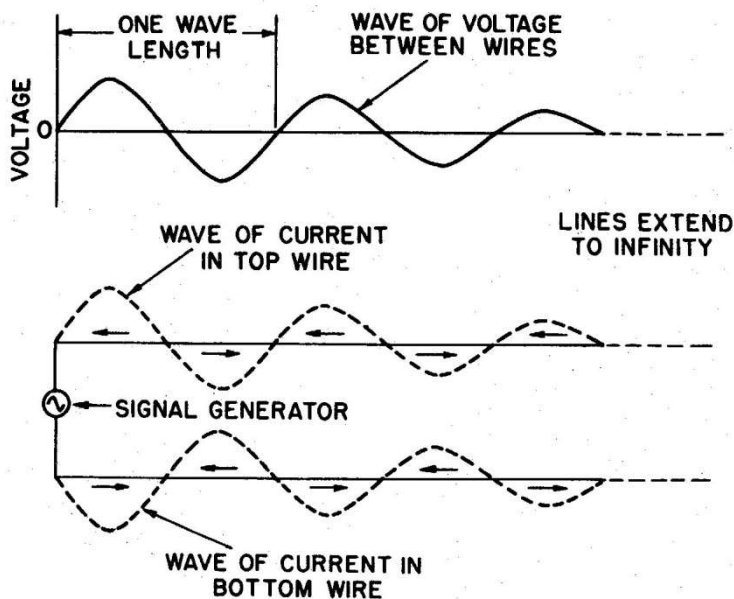 ONE WAVE
LENGTH
WAVE OF VOLTAGE
BETWEEN WIRES
VOLTAGE
0
LINES EXTEND
TO INFINITY
WAVE OF CURRENT
IN TOP WIRE
SIGNAL GENERATOR
WAVE OF CURRENT IN
BOTTOM WIRE